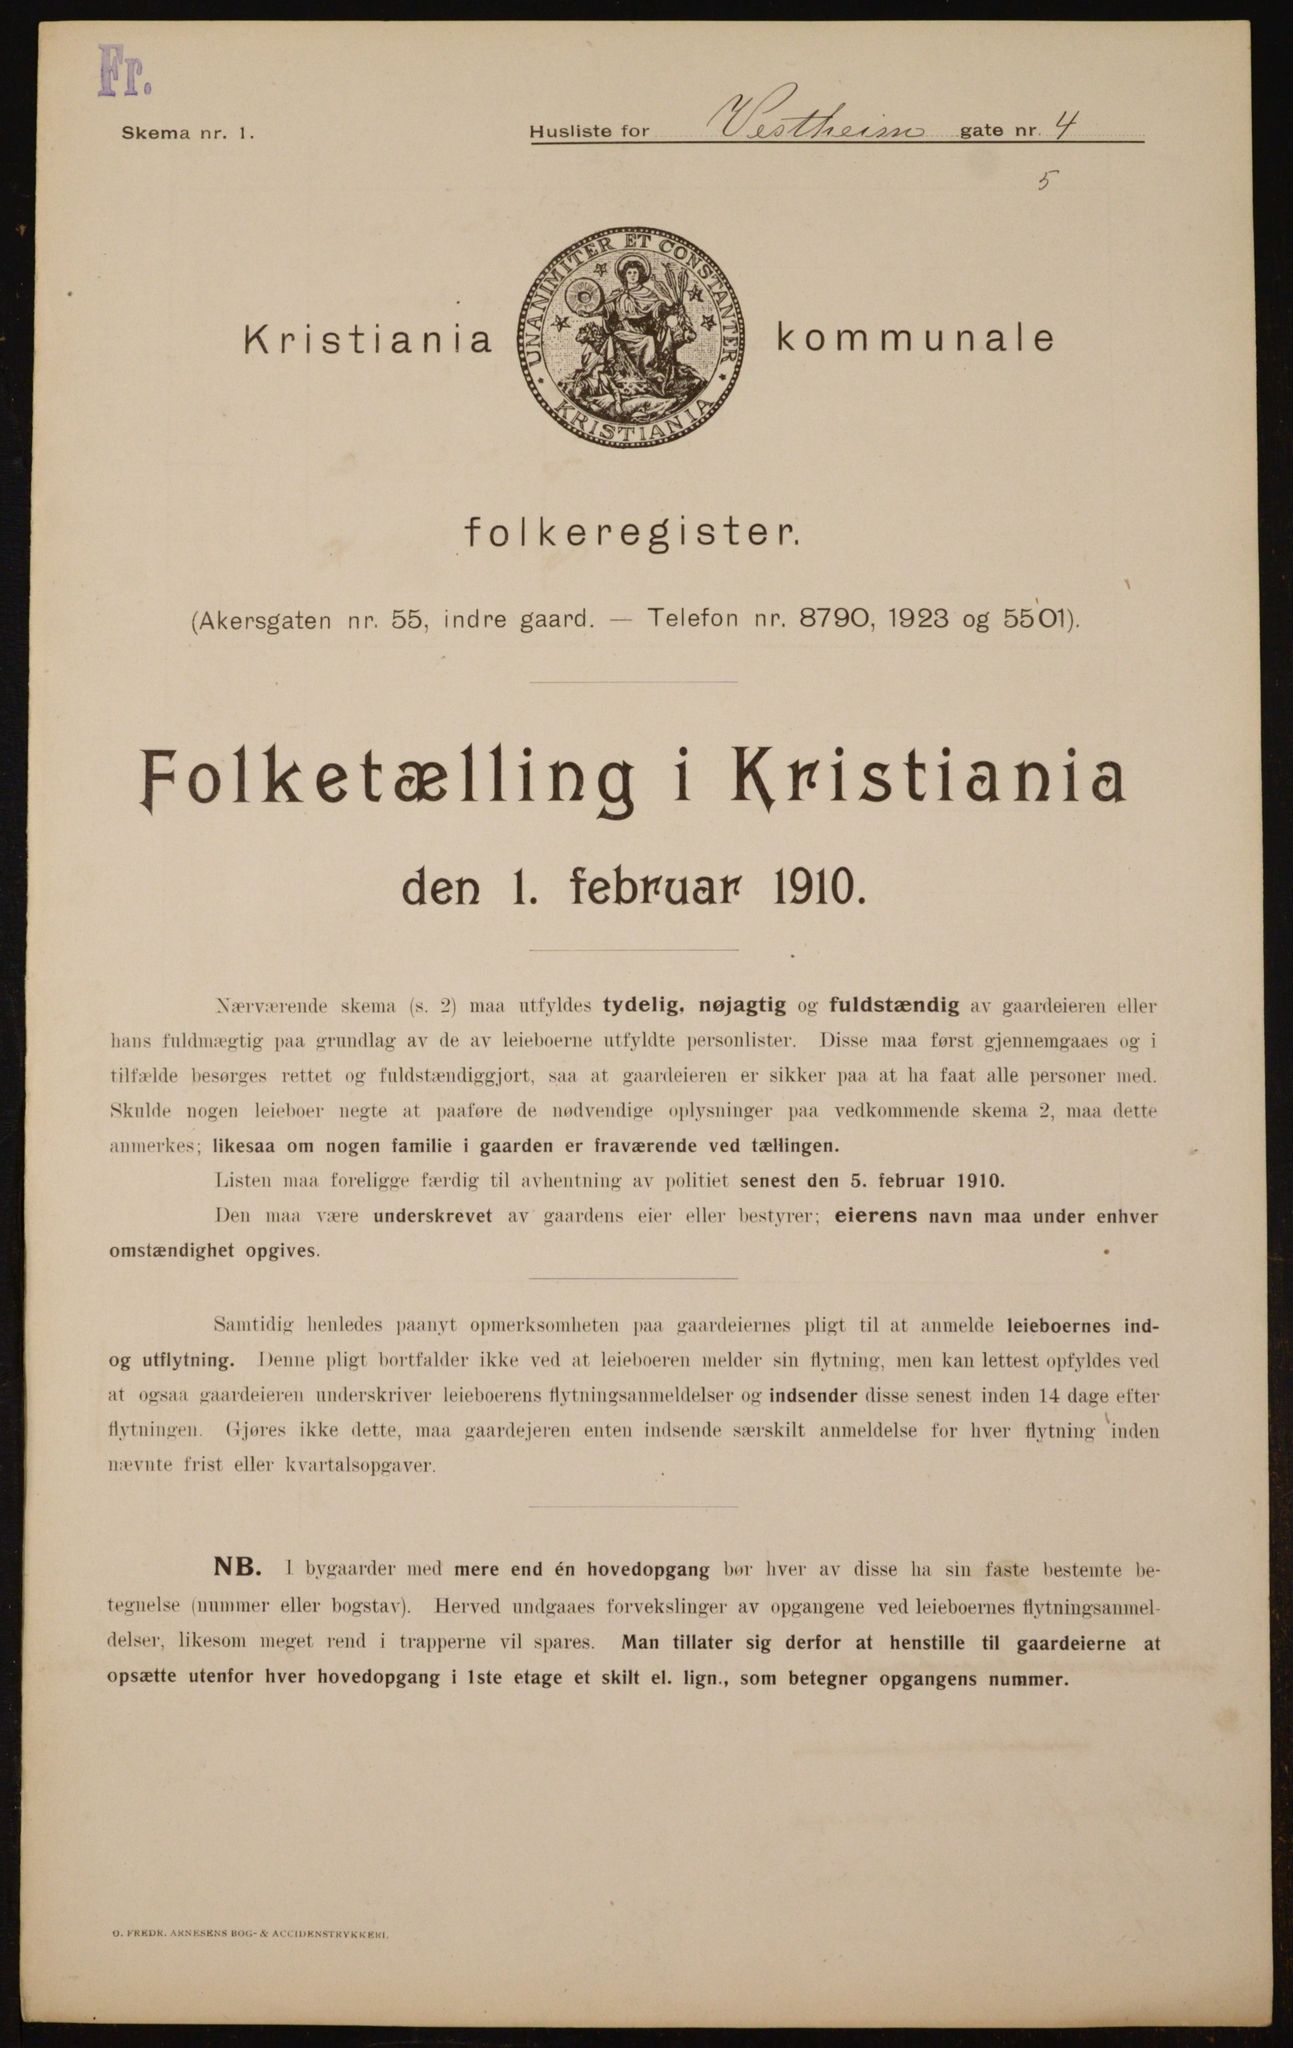 Fr.
Skema nr. 1. Husliste for Vestheim gate nr. 4
5
UNANIMITER ET CONSTANTER
KRISTIANIA
Kristiania kommunale
folkeregister.
(Akersgaten nr. 55, indre gaard. — Telefon nr. 8790, 1923 og 5501).
Folketælling i Kristiania
den 1. februar 1910.
Nærværende skema (s. 2) maa utfyldes tydelig, nøjagtig og fuldstændig av gaardeieren eller
hans fuldmægtig paa grundlag av de av leieboerne utfyldte personlister. Disse maa først gjennemgaaes og i
tilfælde besørges rettet og fuldstændiggjort, saa at gaardeieren er sikker paa at ha faat alle personer med.
Skulde nogen leieboer negte at paaføre de nødvendige oplysninger paa vedkommende skema 2, maa dette
anmerkes; likesaa om nogen familie i gaarden er fraværende ved tællingen.
Listen maa foreligge færdig til avhentning av politiet senest den 5. februar 1910.
Den maa være underskrevet av gaardens eier eller bestyrer; eierens navn maa under enhver
omstændighet opgives.
Samtidig henledes paanyt opmerksomheten paa gaardeiernes pligt til at anmelde leieboernes ind-
og utflytning. Denne pligt bortfalder ikke ved at leieboeren melder sin flytning, men kan lettest opfyldes ved
at ogsaa gaardeieren underskriver leieboerens flytningsanmeldelser og indsender disse senest inden 14 dage efter
flytningen. Gjøres ikke dette, maa gaardejeren enten indsende særskilt anmeldelse for hver flytning inden
nævnte frist eller kvartalsopgaver.
NB. I bygaarder med mere end én hovedopgang bør hver av disse ha sin faste bestemte be-
tegnelse (nummer eller bogstav). Herved undgaaes forvekslinger av opgangene ved leieboernes flytningsanmel-
delser, likesom meget rend i trapperne vil spares. Man tillater sig derfor at henstille til gaardeierne at
opsætte utenfor hver hovedopgang i 1ste etage et skilt el. lign., som betegner opgangens nummer.
O. FREDR. ARNESENS BOG- & ACCIDENSTRYKKERI.